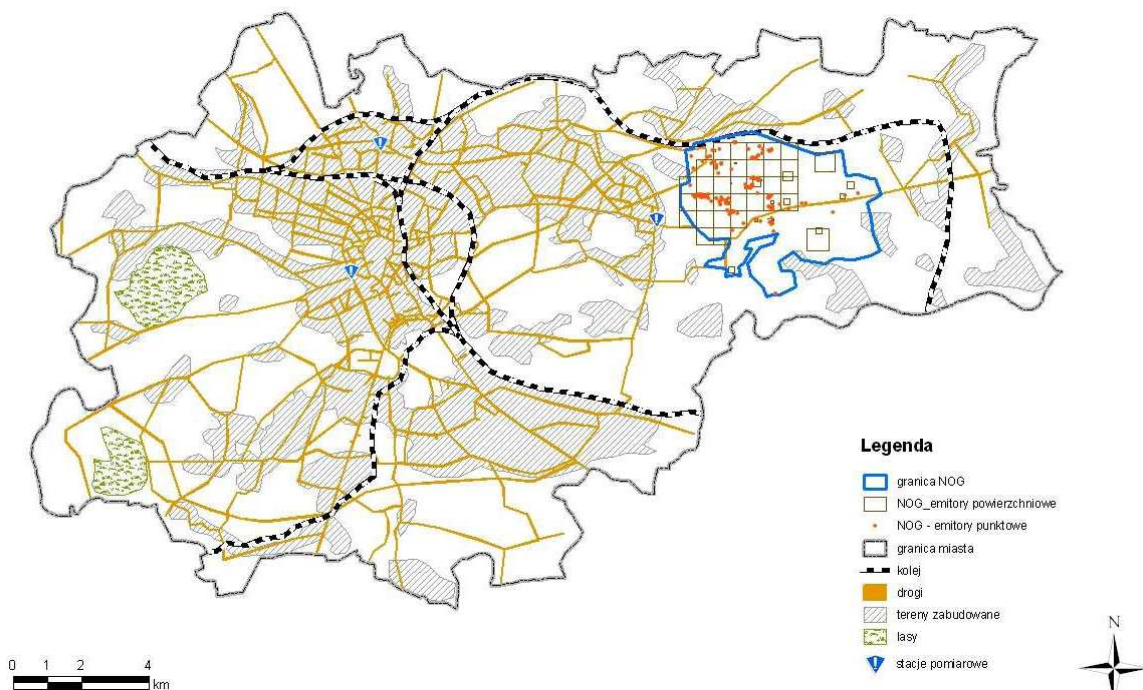 Legenda
granica NOG
NOG_emitory powierzchniowe
NOG - emitory punktowe
granica miasta
kolej
drogi
tereny zabudowane
lasy
stacje pomiarowe
N
0 1 2 4
km